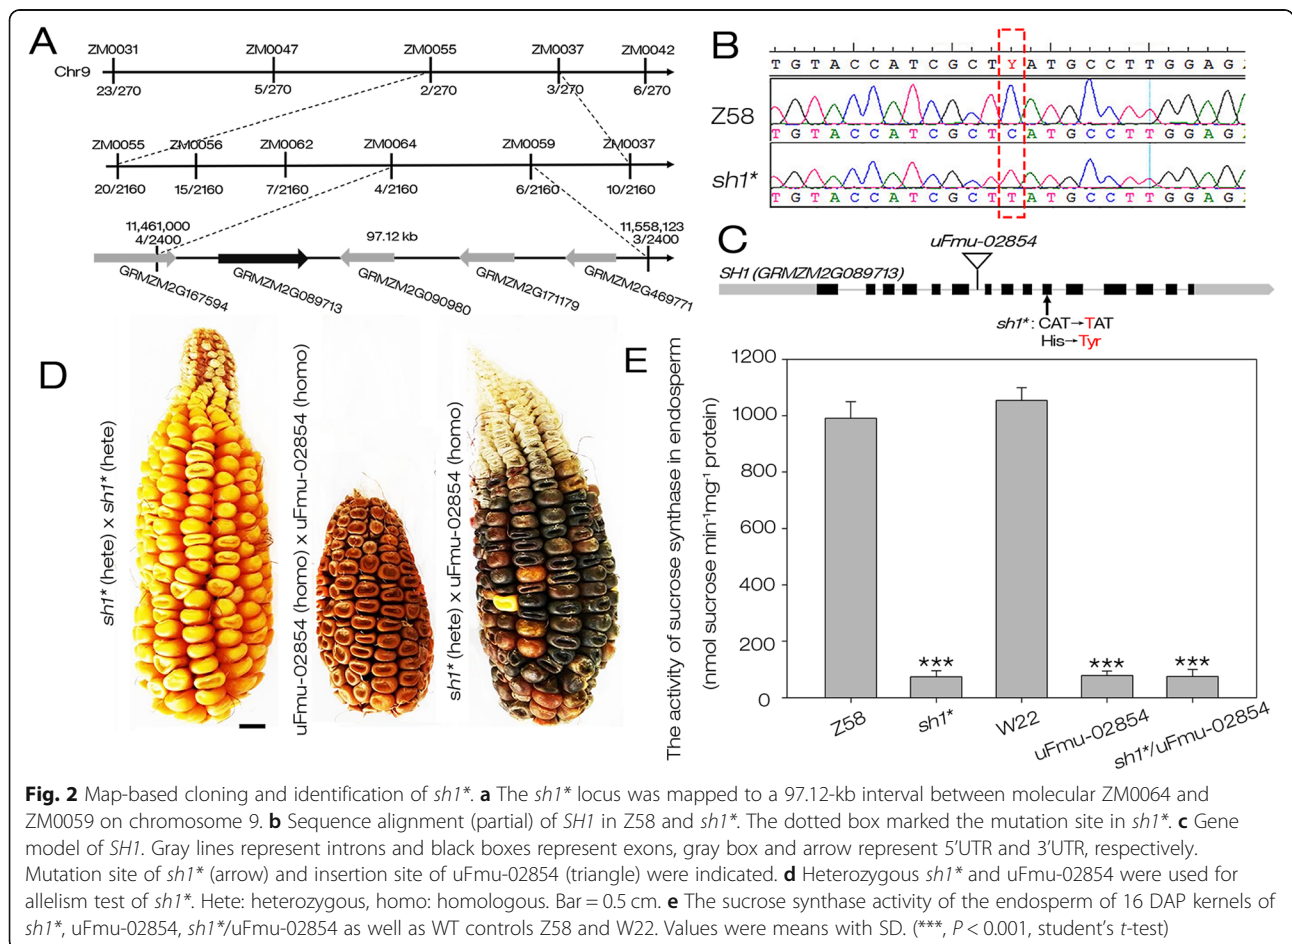 A
ZM0031 ZM0047 ZM0055 ZM0037 ZM0042
Chr9
23/270 5/270 2/270 3/270 6/270
ZM0055 ZM0056 ZM0062 ZM0064 ZM0059 ZM0037
20/2160 15/2160 7/2160 4/2160 6/2160 10/2160
11,461,000 11,558,123
4/2400 97.12 kb 3/2400
GRMZM2G167594 GRMZM2G089713 GRMZM2G090980 GRMZM2G171179 GRMZM2G469771
B
T G T A C C A T C G C T Y A T G C C T T G G A G
Z58
T G T A C C A T C G C T C A T G C C T T G G A G
sh1*
T G T A C C A T C G C T T A T G C C T T G G A G
C
uFmu-02854
SH1 (GRMZM2G089713)
sh1* : CAT→TAT
His→Tyr
D
sh1* (hete) x sh1* (hete)
uFmu-02854 (homo) x uFmu-02854 (homo)
sh1* (hete) x uFmu-02854 (homo)
E
The activity of sucrose synthase in endosperm
(nmol sucrose min⁻¹mg⁻¹ protein)
1200
1000
800
600
400
200
0
*** *** ***
Z58 sh1* W22 uFmu-02854 sh1*/uFmu-02854
Fig. 2 Map-based cloning and identification of sh1*. a The sh1* locus was mapped to a 97.12-kb interval between molecular ZM0064 and
ZM0059 on chromosome 9. b Sequence alignment (partial) of SH1 in Z58 and sh1*. The dotted box marked the mutation site in sh1*. c Gene
model of SH1. Gray lines represent introns and black boxes represent exons, gray box and arrow represent 5'UTR and 3'UTR, respectively.
Mutation site of sh1* (arrow) and insertion site of uFmu-02854 (triangle) were indicated. d Heterozygous sh1* and uFmu-02854 were used for
allelism test of sh1*. Hete: heterozygous, homo: homologous. Bar = 0.5 cm. e The sucrose synthase activity of the endosperm of 16 DAP kernels of
sh1*, uFmu-02854, sh1*/uFmu-02854 as well as WT controls Z58 and W22. Values were means with SD. (***, P < 0.001, student's t-test)